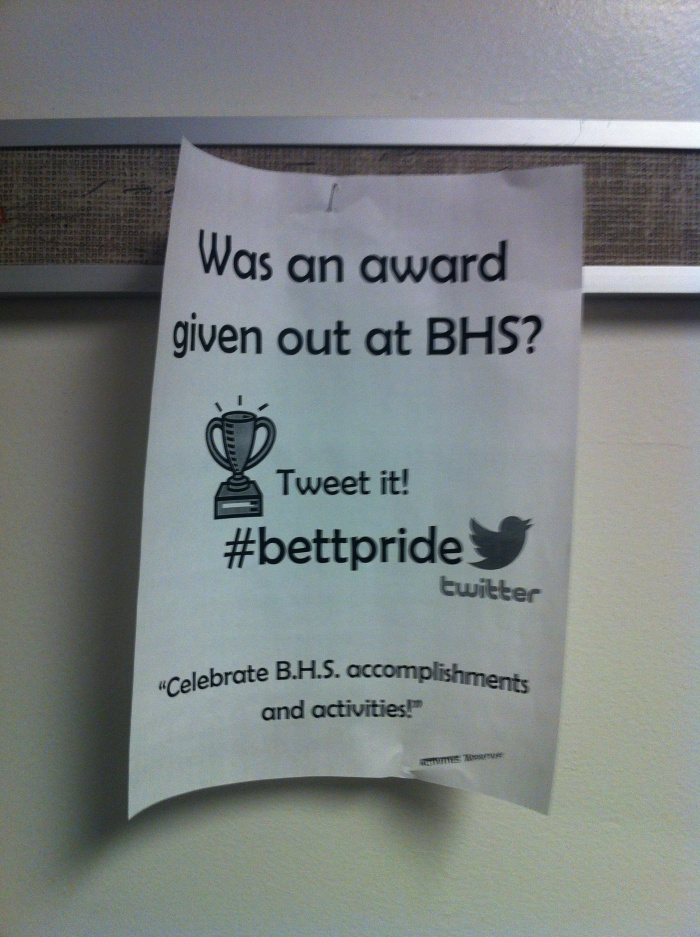 Was an award
given out at BHS?
Tweet it!
#bettpride
twitter
“Celebrate B.H.S. accomplishments
and activities!”